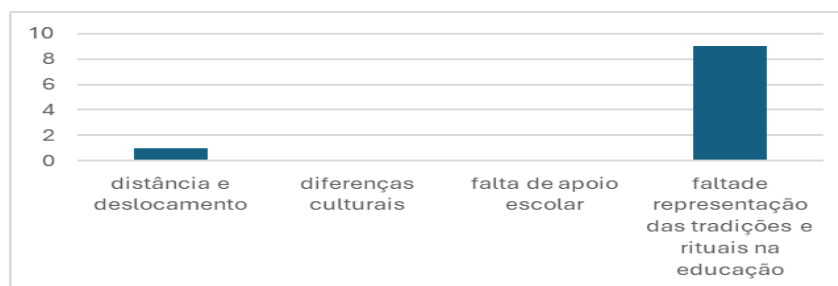 10
8
6
4
2
0
distância e
deslocamento
diferenças
culturais
falta de apoio
escolar
faltade
representação
das tradições e
rituais na
educação